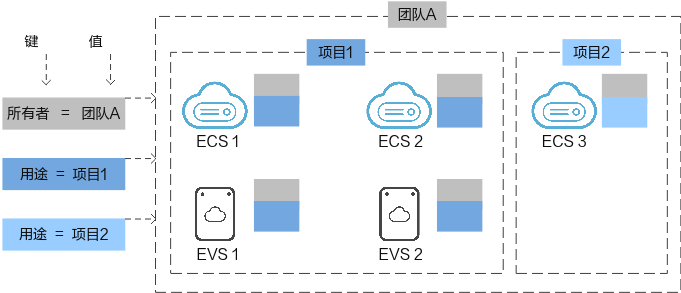 团队A
键 值
项目1 项目2
所有者 = 团队A
ECS 1 ECS 2 ECS 3
用途 = 项目1
用途 = 项目2
EVS 1 EVS 2